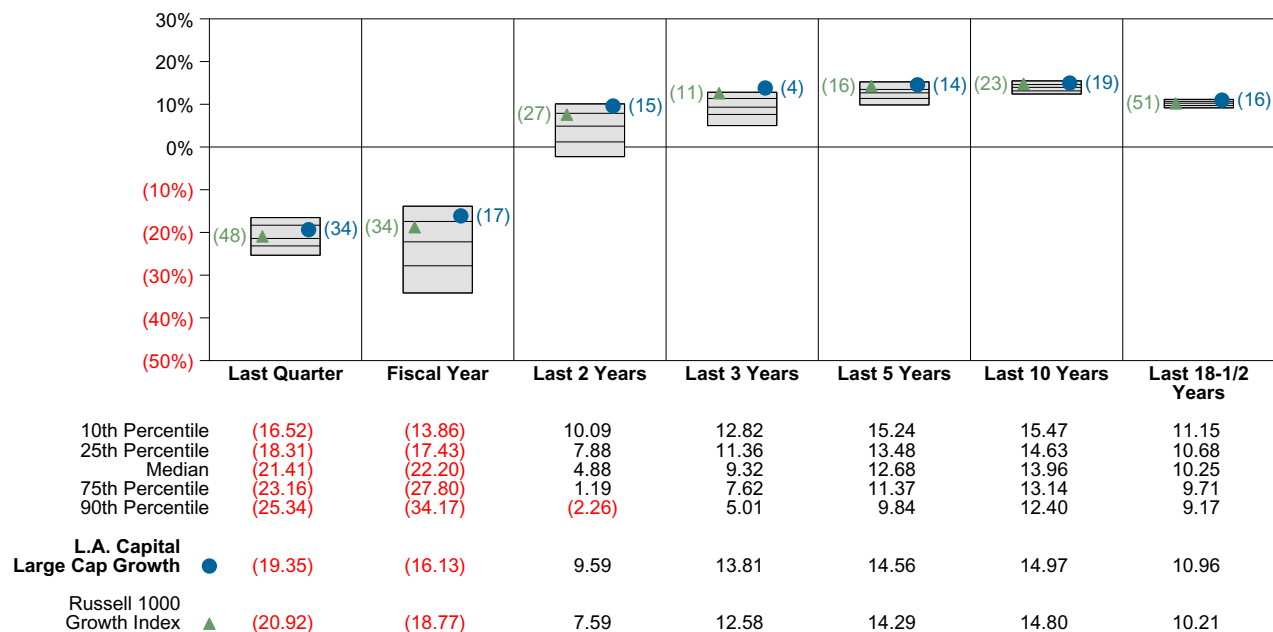 30%
20%
10%
0%
(10%)
(20%)
(30%)
(40%)
(50%)
(48) (34) (34) (17) (27) (15) (11) (4) (16) (14) (23) (19) (51) (16)
Last Quarter Fiscal Year Last 2 Years Last 3 Years Last 5 Years Last 10 Years Last 18-1/2
Years
10th Percentile (16.52) (13.86) 10.09 12.82 15.24 15.47 11.15
25th Percentile (18.31) (17.43) 7.88 11.36 13.48 14.63 10.68
Median (21.41) (22.20) 4.88 9.32 12.68 13.96 10.25
75th Percentile (23.16) (27.80) 1.19 7.62 11.37 13.14 9.71
90th Percentile (25.34) (34.17) (2.26) 5.01 9.84 12.40 9.17
L.A. Capital
Large Cap Growth (19.35) (16.13) 9.59 13.81 14.56 14.97 10.96
Russell 1000
Growth Index (20.92) (18.77) 7.59 12.58 14.29 14.80 10.21